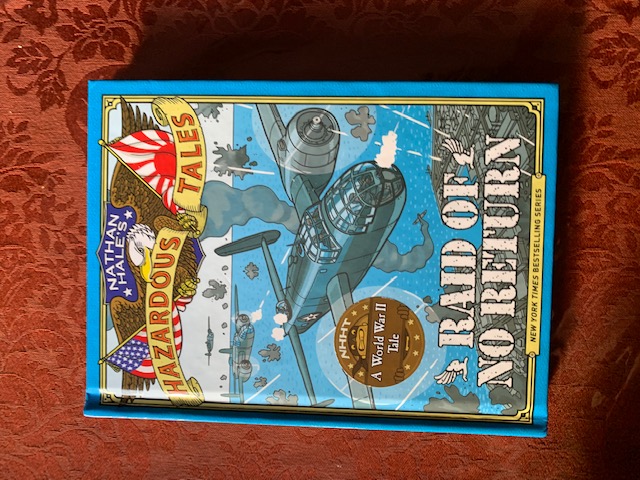 NATHAN
HALE'S
HAZARDOUS
TALES
NHHT
A World War II
Tale
RAID OF
NO RETURN
NEW YORK TIMES BESTSELLING SERIES